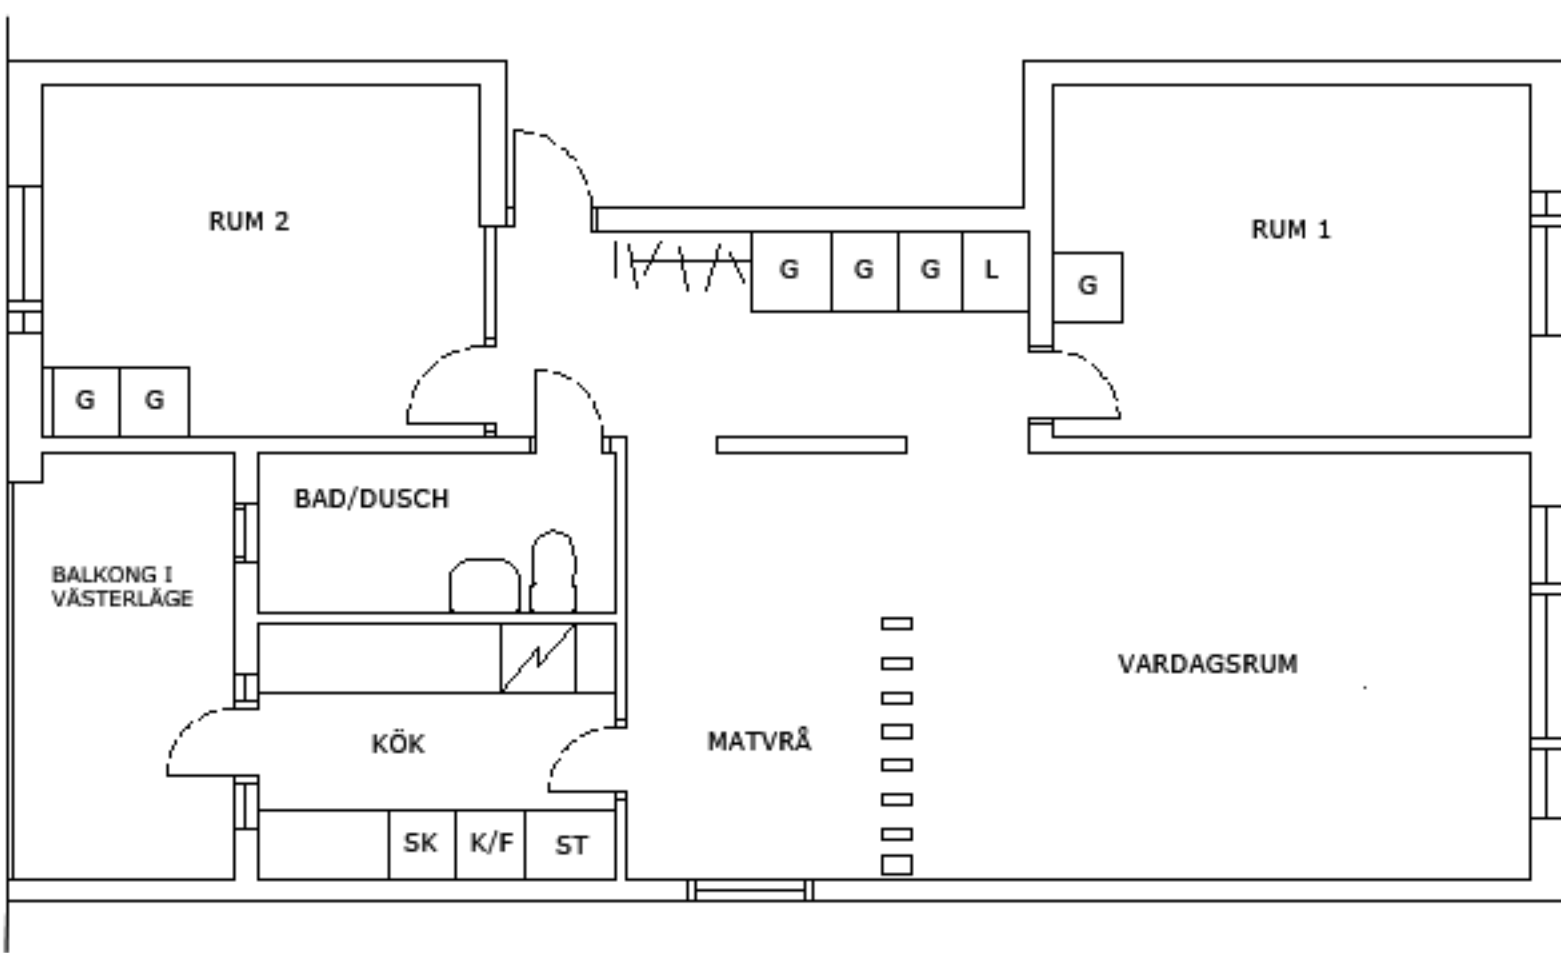 RUM 2
RUM 1
G G G L
G
G G
BAD/DUSCH
BALKONG I
VÄSTERLÄGE
VARDAGSRUM
KÖK
MATVRÅ
SK K/F ST